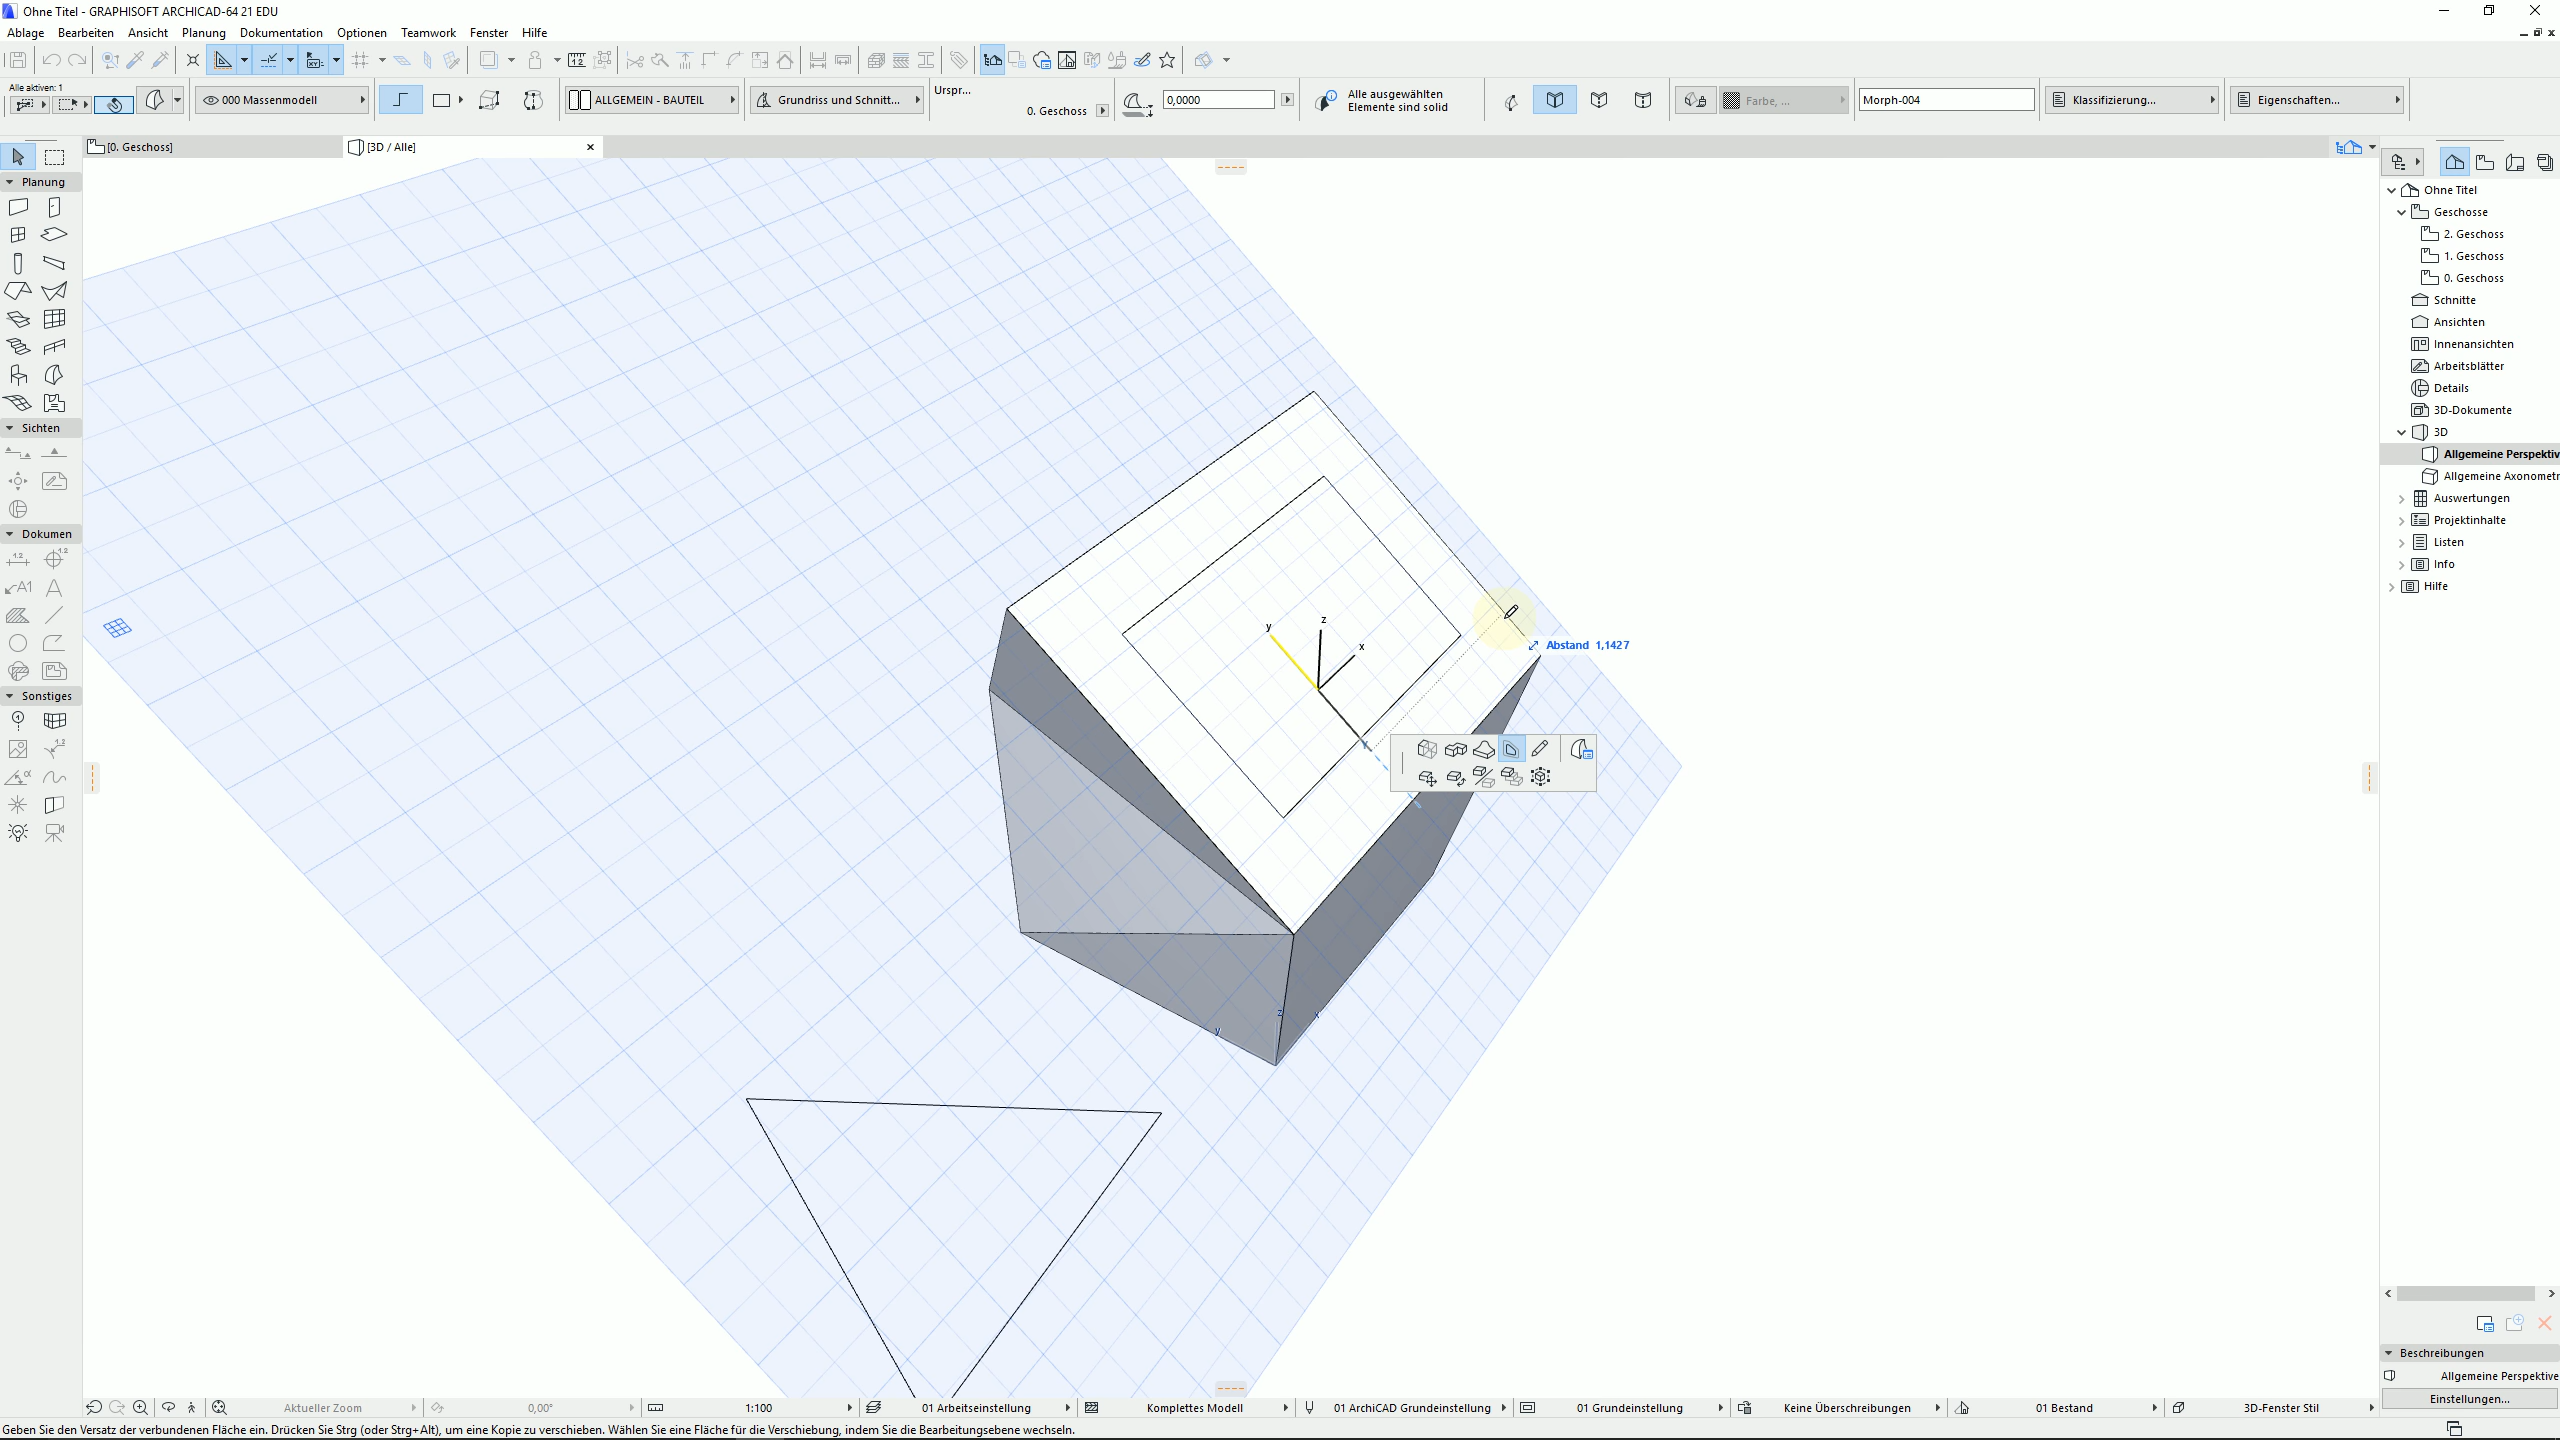 Ohne Titel - GRAPHISOFT ARCHICAD-64 21 EDU
Ablage Bearbeiten Ansicht Planung Dokumentation Optionen Teamwork Fenster Hilfe
Alle aktiven: 1
000 Massenmodell
ALLGEMEIN - BAUTEIL
Grundriss und Schnitt...
Urspr...
0. Geschoss
0,0000
Alle ausgewählten
Elemente sind solid
Farbe, ...
Morph-004
Klassifizierung...
Eigenschaften...
[0. Geschoss]
[3D / Alle]
Planung
Sichten
Dokumen
Sonstiges
z
y
x
Abstand 1,1427
z
x
y
Ohne Titel
Geschosse
2. Geschoss
1. Geschoss
0. Geschoss
Schnitte
Ansichten
Innenansichten
Arbeitsblätter
Details
3D-Dokumente
3D
Allgemeine Perspektiv
Allgemeine Axonometr
Auswertungen
Projektinhalte
Listen
Info
Hilfe
Beschreibungen
Allgemeine Perspektive
Einstellungen...
Aktueller Zoom
0,00°
1:100
01 Arbeitseinstellung
Komplettes Modell
01 ArchiCAD Grundeinstellung
01 Grundeinstellung
Keine Überschreibungen
01 Bestand
3D-Fenster Stil
Geben Sie den Versatz der verbundenen Fläche ein. Drücken Sie Strg (oder Strg+Alt), um eine Kopie zu verschieben. Wählen Sie eine Fläche für die Verschiebung, indem Sie die Bearbeitungsebene wechseln.